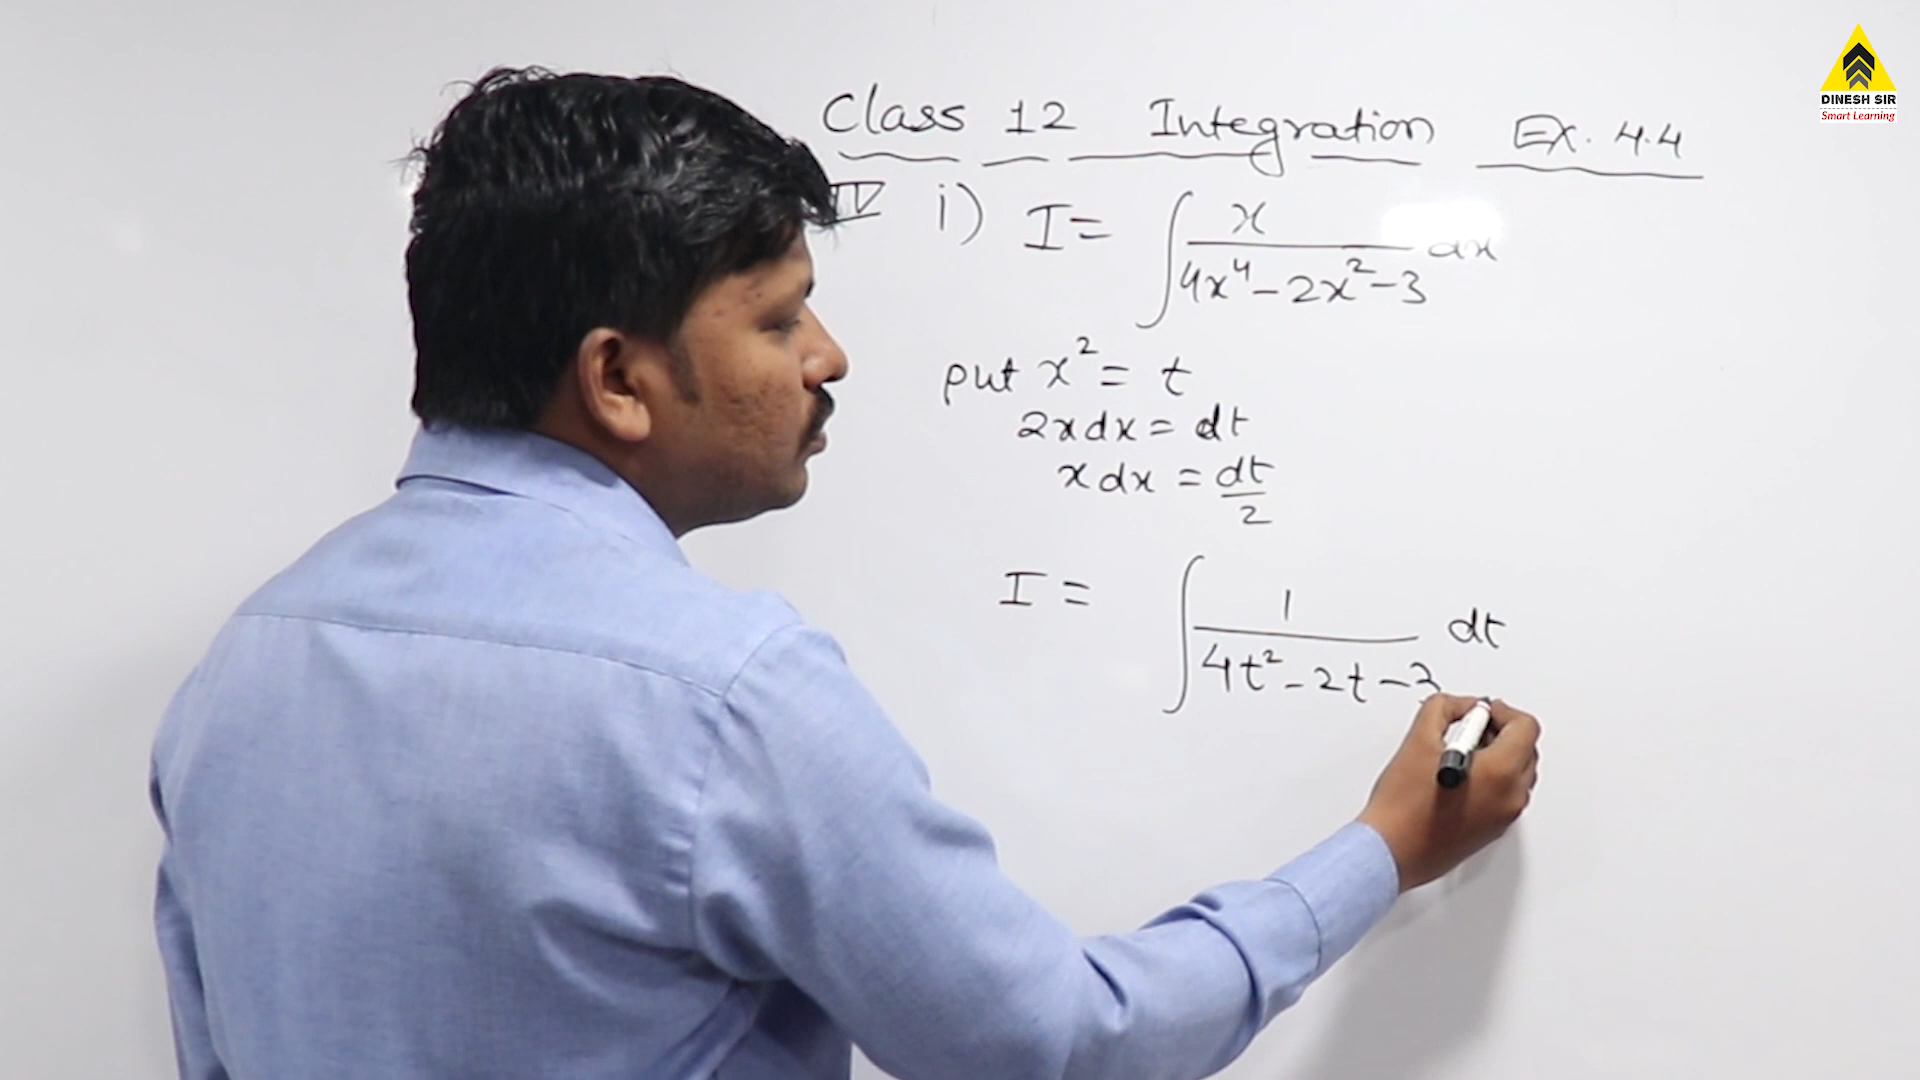 DINESH SIR
Smart Learning
Class 12 Integration Ex. 4.4
IV i) I = ∫ x / (4x⁴ - 2x² - 3) dx
put x² = t
2x dx = dt
x dx = dt/2
I = ∫ 1 / (4t² - 2t - 3) dt